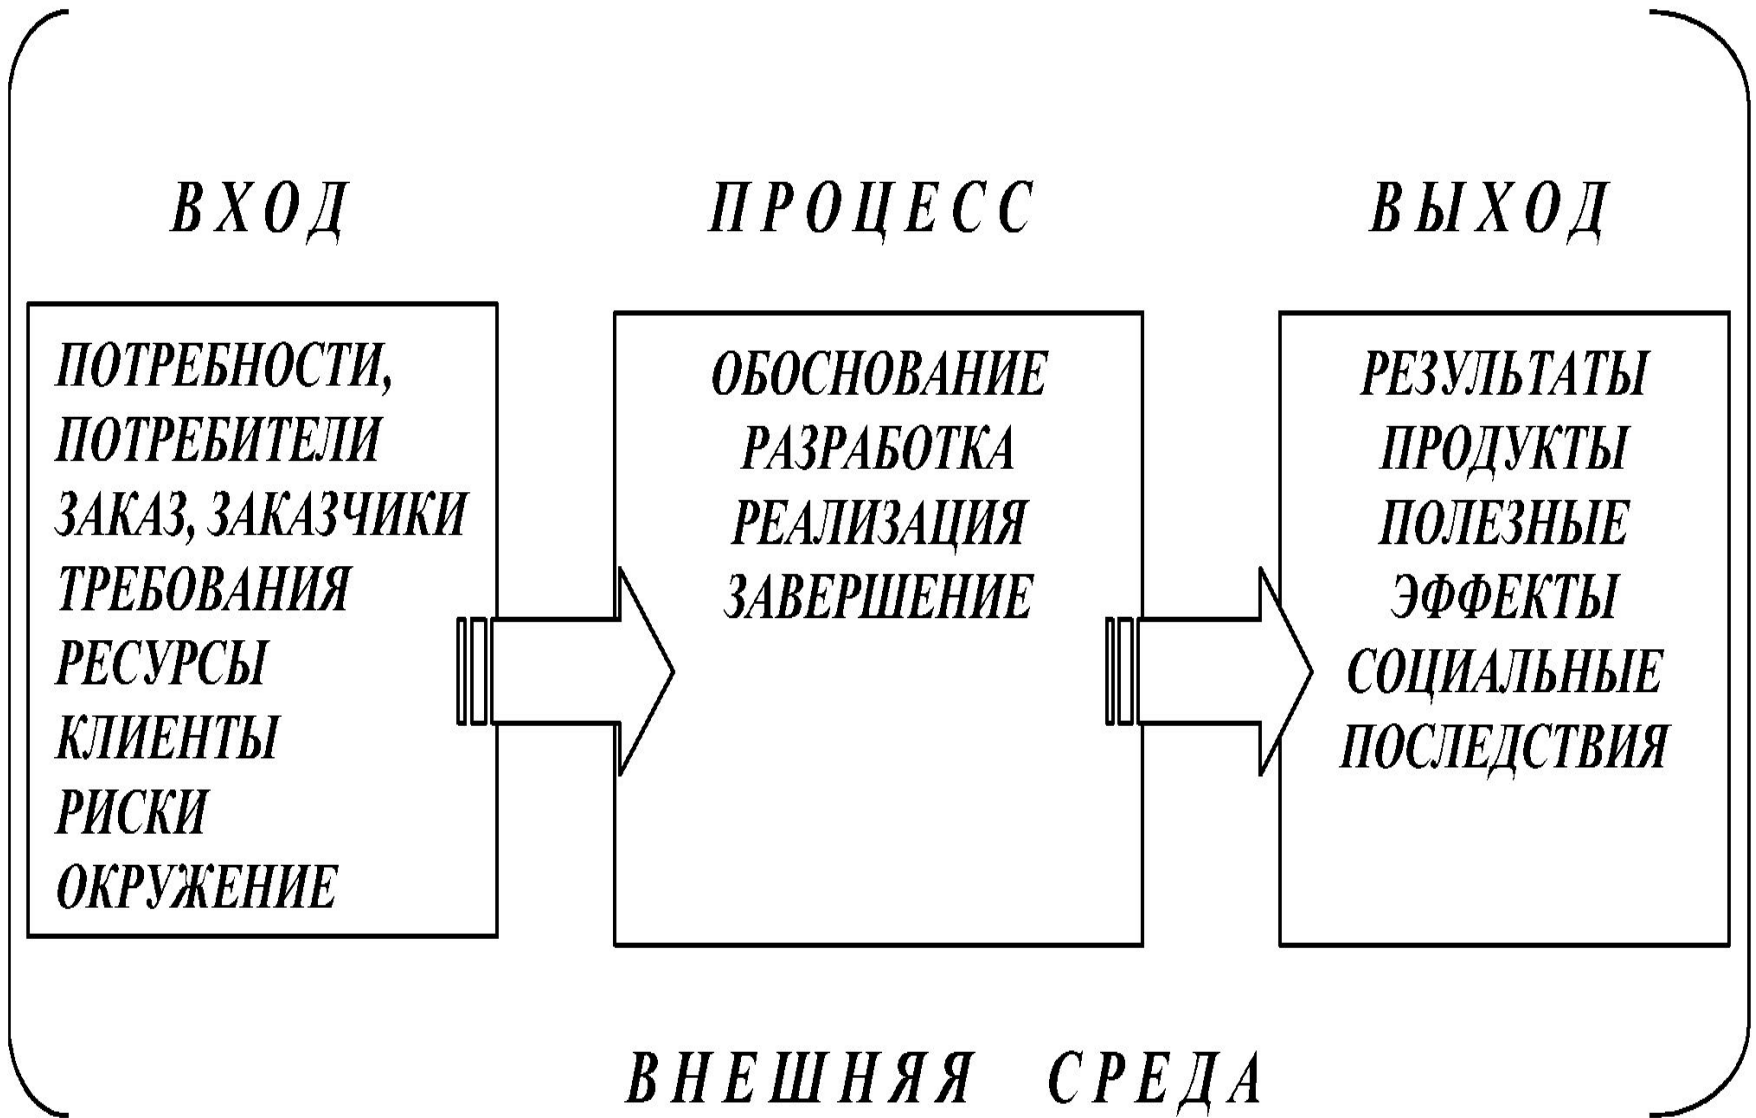 ВХОД
ПРОЦЕСС
ВЫХОД
ПОТРЕБНОСТИ,
ПОТРЕБИТЕЛИ
ЗАКАЗ, ЗАКАЗЧИКИ
ТРЕБОВАНИЯ
РЕСУРСЫ
КЛИЕНТЫ
РИСКИ
ОКРУЖЕНИЕ
ОБОСНОВАНИЕ
РАЗРАБОТКА
РЕАЛИЗАЦИЯ
ЗАВЕРШЕНИЕ
РЕЗУЛЬТАТЫ
ПРОДУКТЫ
ПОЛЕЗНЫЕ
ЭФФЕКТЫ
СОЦИАЛЬНЫЕ
ПОСЛЕДСТВИЯ
ВНЕШНЯЯ СРЕДА